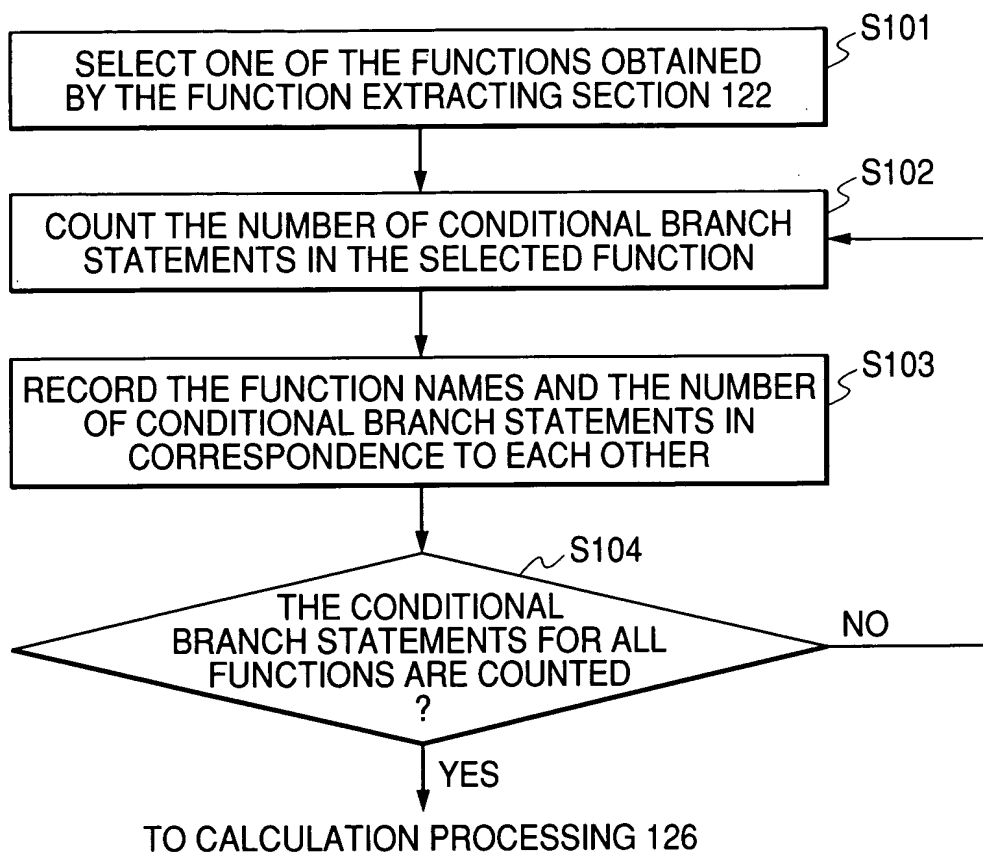 S101
SELECT ONE OF THE FUNCTIONS OBTAINED
BY THE FUNCTION EXTRACTING SECTION 122
S102
COUNT THE NUMBER OF CONDITIONAL BRANCH
STATEMENTS IN THE SELECTED FUNCTION
S103
RECORD THE FUNCTION NAMES AND THE NUMBER
OF CONDITIONAL BRANCH STATEMENTS IN
CORRESPONDENCE TO EACH OTHER
S104
THE CONDITIONAL
BRANCH STATEMENTS FOR ALL
FUNCTIONS ARE COUNTED
?
NO
YES
TO CALCULATION PROCESSING 126